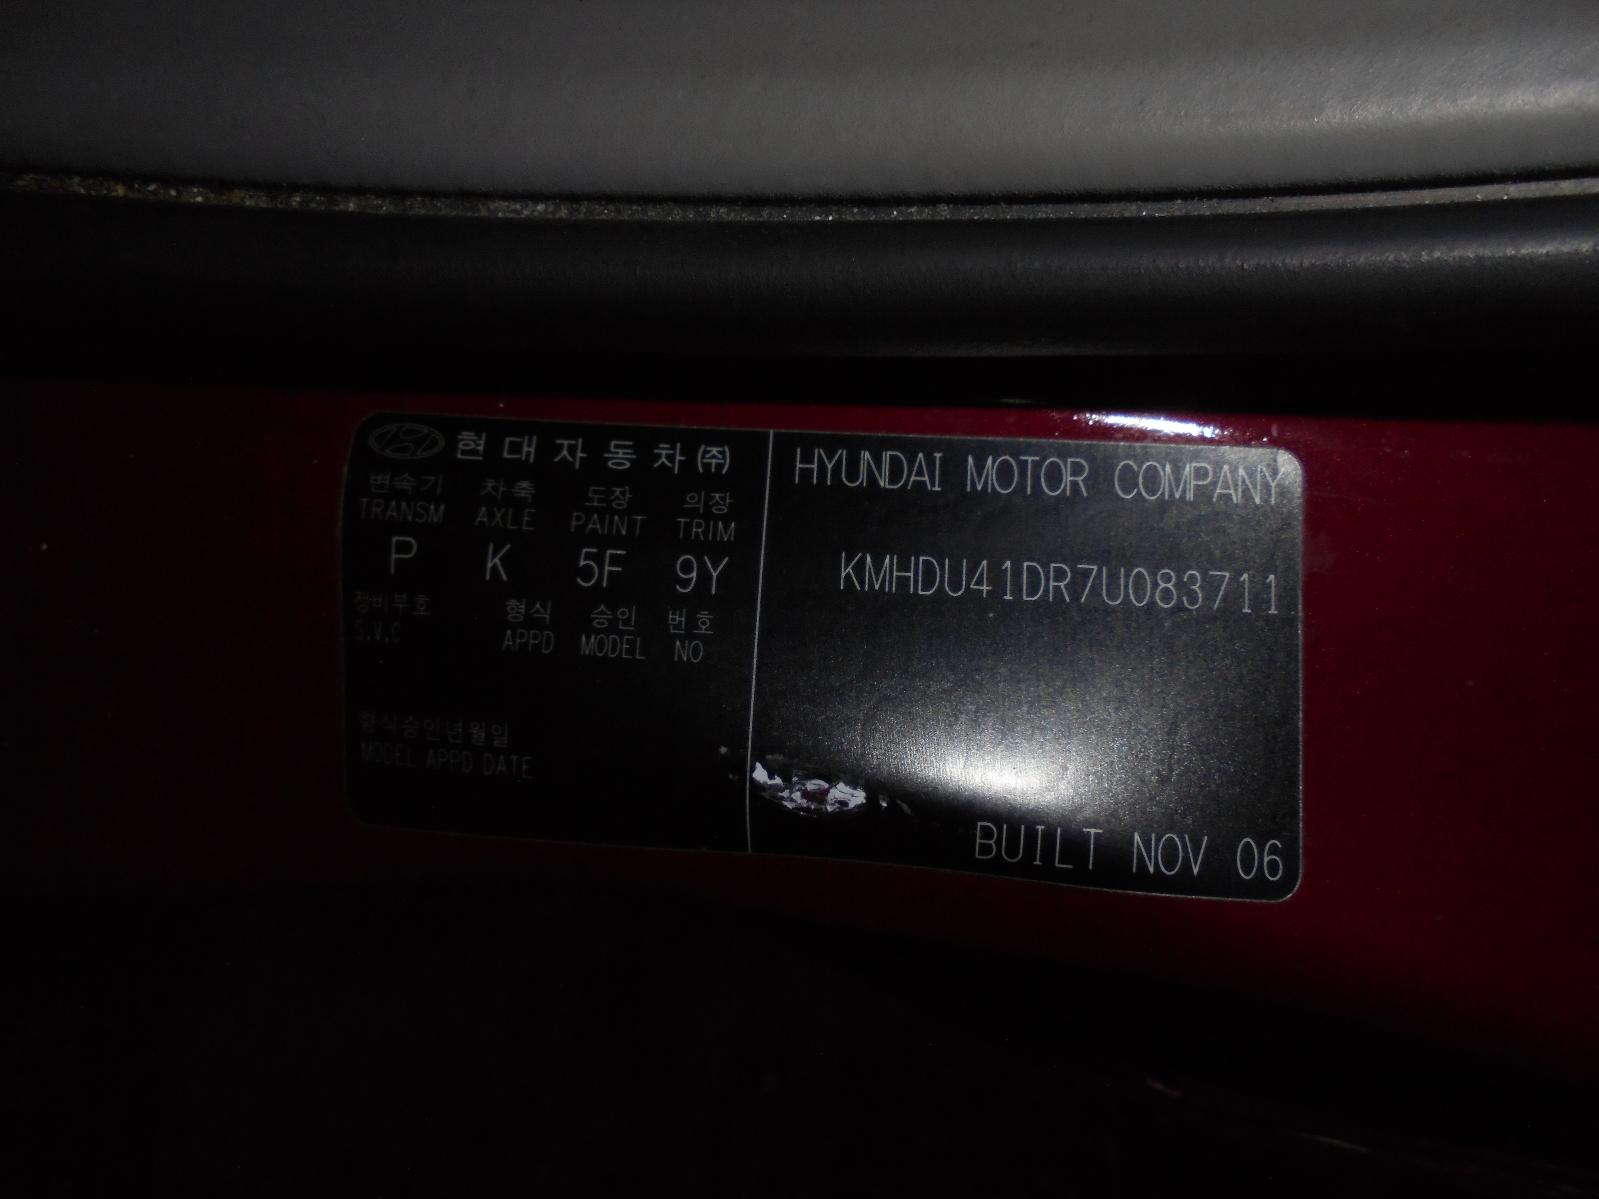 현대자동차(주)
변속기 차축 도장 의장
TRANSM AXLE PAINT TRIM
P K 5F 9Y
장비부호 형식 승인 번호
S.V.C APPD MODEL NO
형식승인년월일
MODEL APPD DATE
HYUNDAI MOTOR COMPANY
KMHDU41DR7U083711
BUILT NOV 06